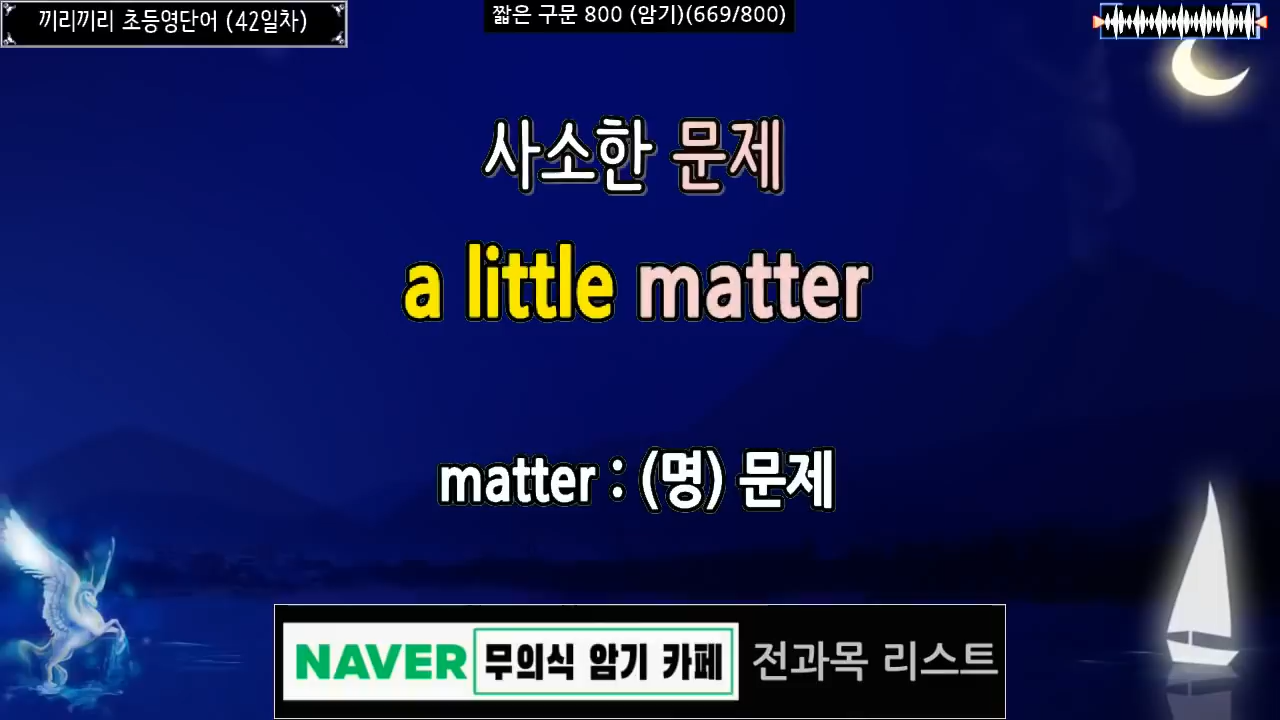 끼리끼리 초등영단어 (42일차)
짧은 구문 800 (암기)(669/800)
사소한 문제
a little matter
matter : (명) 문제
NAVER 무의식 암기 카페 전과목 리스트